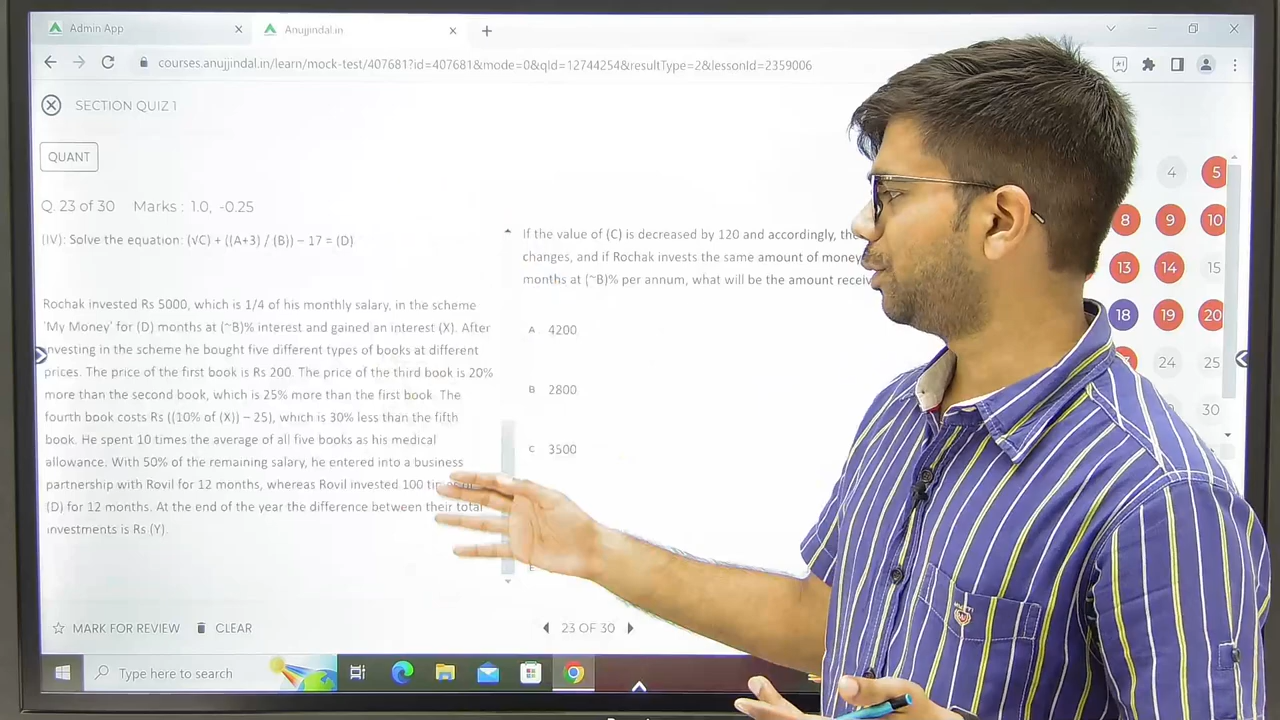 Admin App
Anujjindal.in
courses.anujjindal.in/learn/mock-test/407681?id=407681&mode=0&qId=12744254&resultType=2&lessonId=2359006
SECTION QUIZ 1
QUANT
Q. 23 of 30 Marks : 1.0, -0.25
(IV): Solve the equation: (√C) + ((A+3) / (B)) – 17 = (D)
Rochak invested Rs 5000, which is 1/4 of his monthly salary, in the scheme
'My Money' for (D) months at (~B)% interest and gained an interest (X). After
investing in the scheme he bought five different types of books at different
prices. The price of the first book is Rs 200. The price of the third book is 20%
more than the second book, which is 25% more than the first book. The
fourth book costs Rs ((10% of (X)) – 25), which is 30% less than the fifth
book. He spent 10 times the average of all five books as his medical
allowance. With 50% of the remaining salary, he entered into a business
partnership with Rovil for 12 months, whereas Rovil invested 100
(D) for 12 months. At the end of the year the difference between their total
investments is Rs (Y).
If the value of (C) is decreased by 120 and accordingly, the
changes, and if Rochak invests the same amount of money
months at (~B)% per annum, what will be the amount
A 4200
B 2800
C 3500
E
4 5
8 9 10
13 14 15
18 19 20
24 25
30
MARK FOR REVIEW CLEAR
23 OF 30
Type here to search